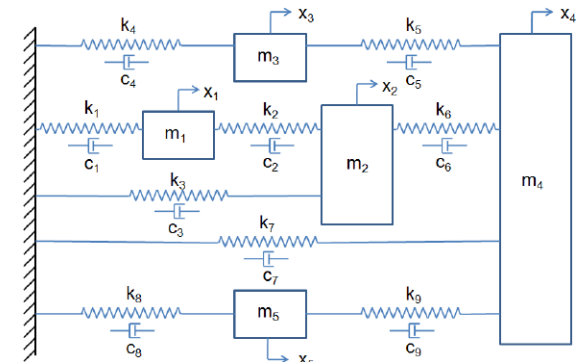 x₃ x₄
k₄ k₅
m₃
c₄ c₅
x₁ x₂
k₁ k₂ k₆
m₁
c₁ c₂ m₂ c₆
k₃ m₄
c₃
k₇
c₇
k₈ k₉
m₅
c₈ c₉
x₅